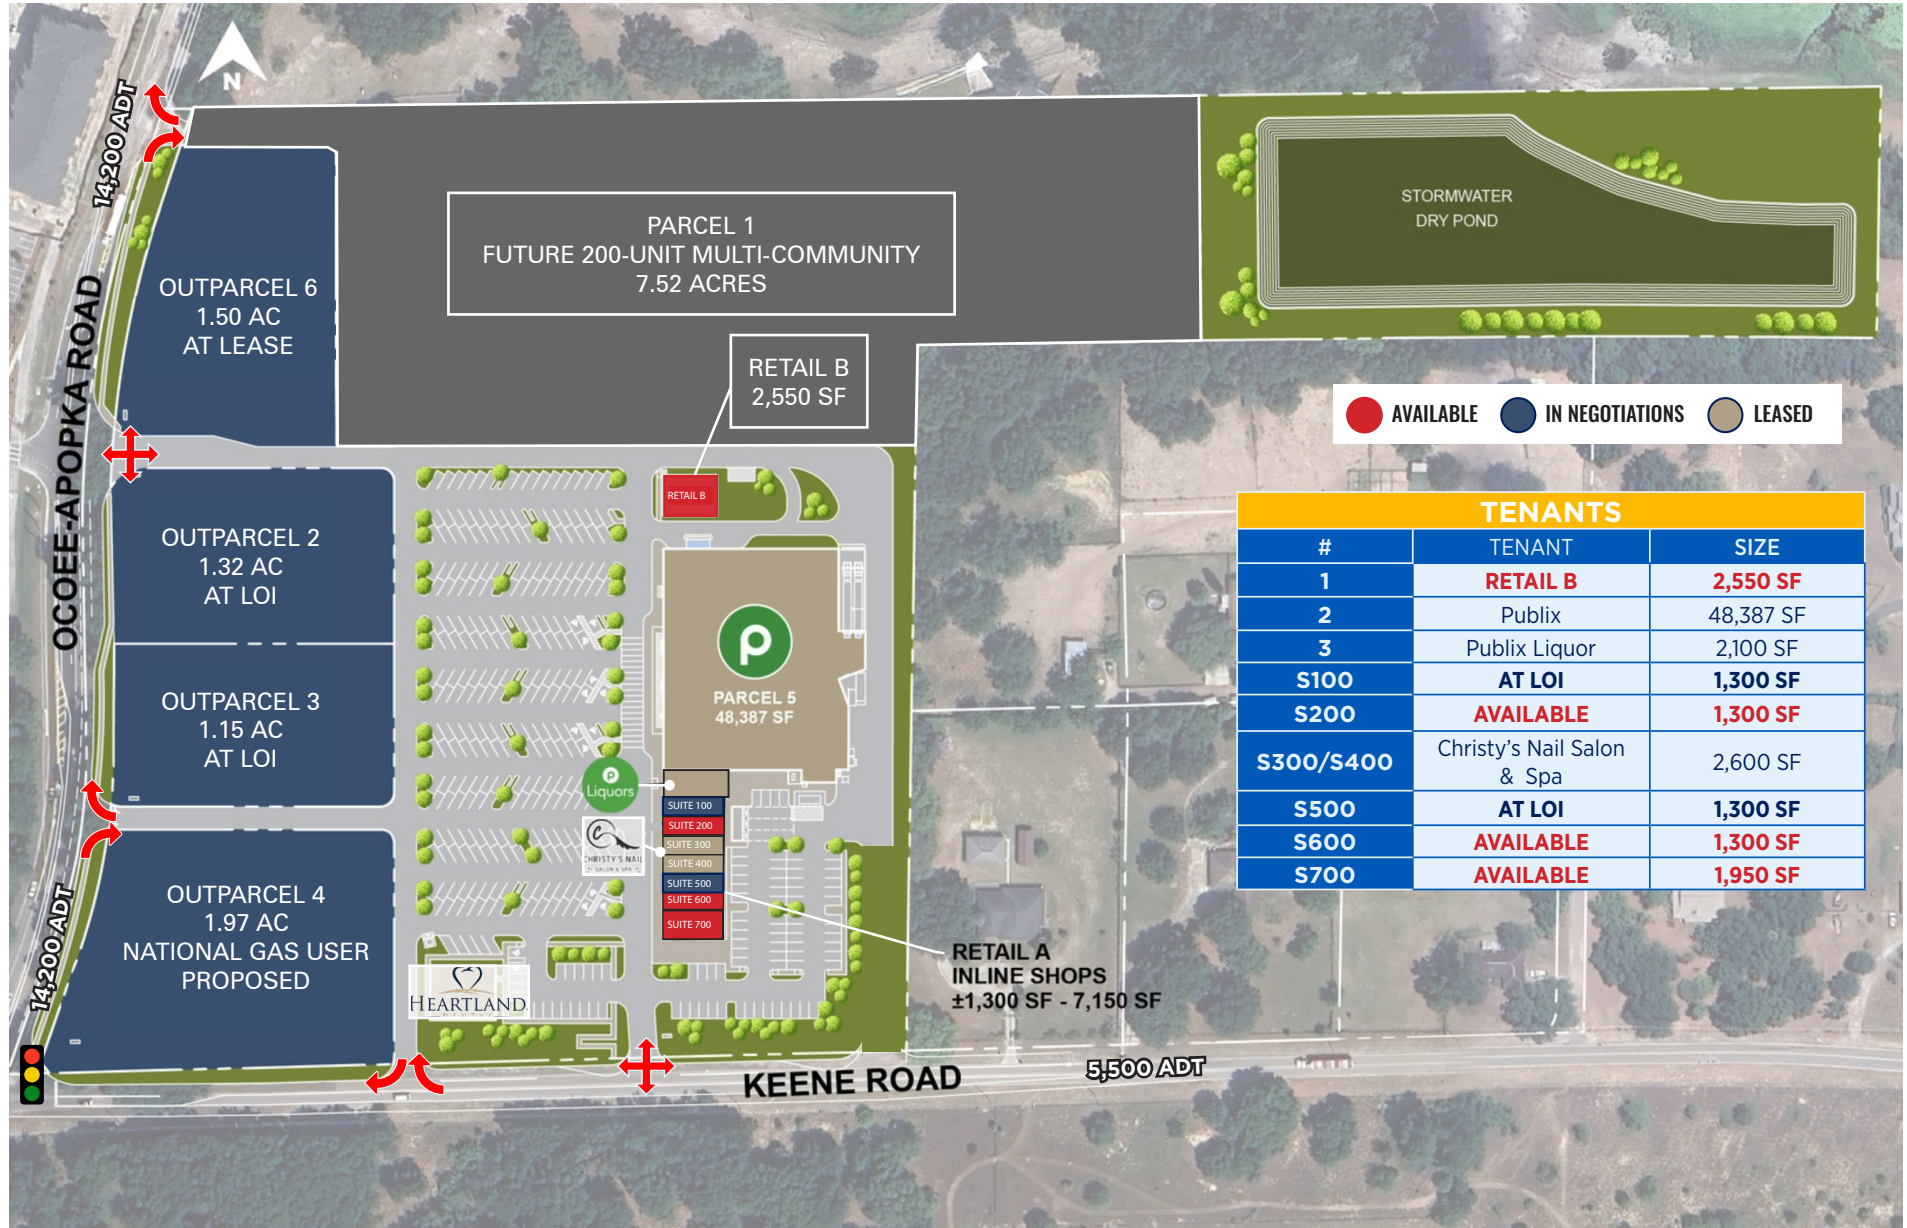 N
14,200 ADT
OCOEE-APOPKA ROAD
14,200 ADT
OUTPARCEL 6
1.50 AC
AT LEASE
PARCEL 1
FUTURE 200-UNIT MULTI-COMMUNITY
7.52 ACRES
RETAIL B
2,550 SF
STORMWATER
DRY POND
AVAILABLE
IN NEGOTIATIONS
LEASED
OUTPARCEL 2
1.32 AC
AT LOI
OUTPARCEL 3
1.15 AC
AT LOI
OUTPARCEL 4
1.97 AC
NATIONAL GAS USER
PROPOSED
RETAIL B
P
PARCEL 5
48,387 SF
P
Liquors
CHRISTY'S NAIL
SALON & SPA
SUITE 100
SUITE 200
SUITE 300
SUITE 400
SUITE 500
SUITE 600
SUITE 700
HEARTLAND
DENTAL
RETAIL A
INLINE SHOPS
±1,300 SF - 7,150 SF
KEENE ROAD
5,500 ADT
TENANTS
# TENANT SIZE
1 RETAIL B 2,550 SF
2 Publix 48,387 SF
3 Publix Liquor 2,100 SF
S100 AT LOI 1,300 SF
S200 AVAILABLE 1,300 SF
S300/S400 Christy's Nail Salon & Spa 2,600 SF
S500 AT LOI 1,300 SF
S600 AVAILABLE 1,300 SF
S700 AVAILABLE 1,950 SF